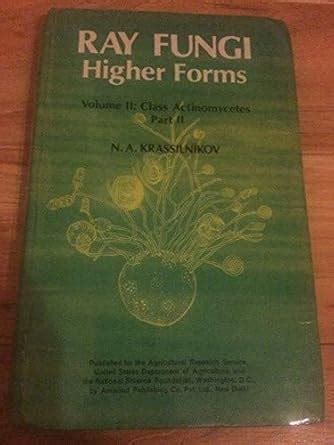 RAY FUNGI
Higher Forms
Volume II: Class Actinomycetes
Part II
N. A. KRASSILNIKOV
Published for the Agricultural Research Service,
United States Department of Agriculture and
the National Science Foundation, Washington, D.C.,
by Amerind Publishing Co. Pvt. Ltd., New Delhi